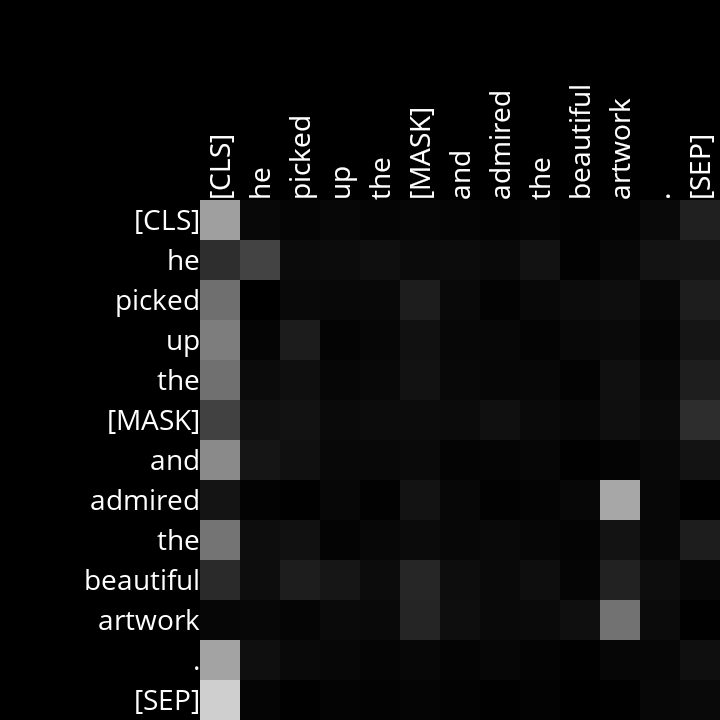 [CLS] he picked up the [MASK] and admired the beautiful artwork . [SEP]
[CLS]
he
picked
up
the
[MASK]
and
admired
the
beautiful
artwork
.
[SEP]